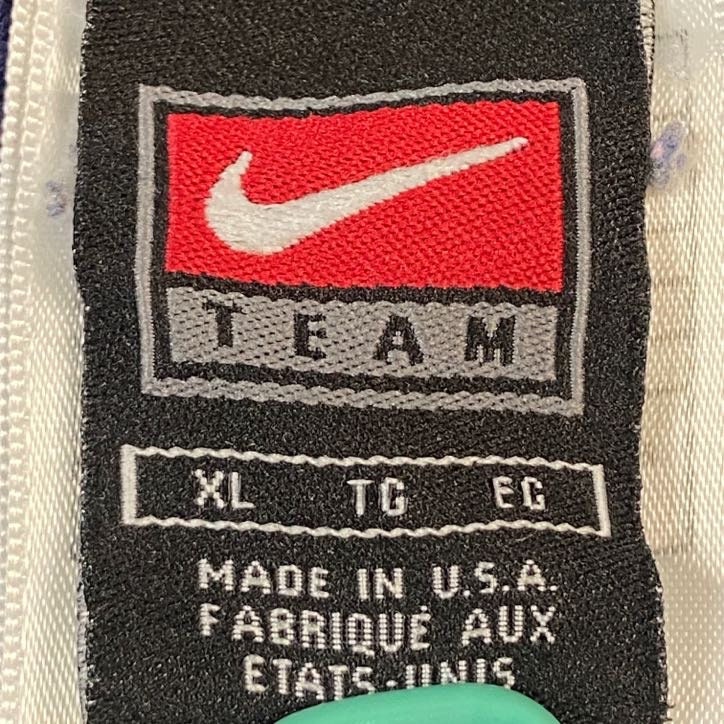 TEAM
XL TG EG
MADE IN U.S.A.
FABRIQUÉ AUX
ETATS-UNIS